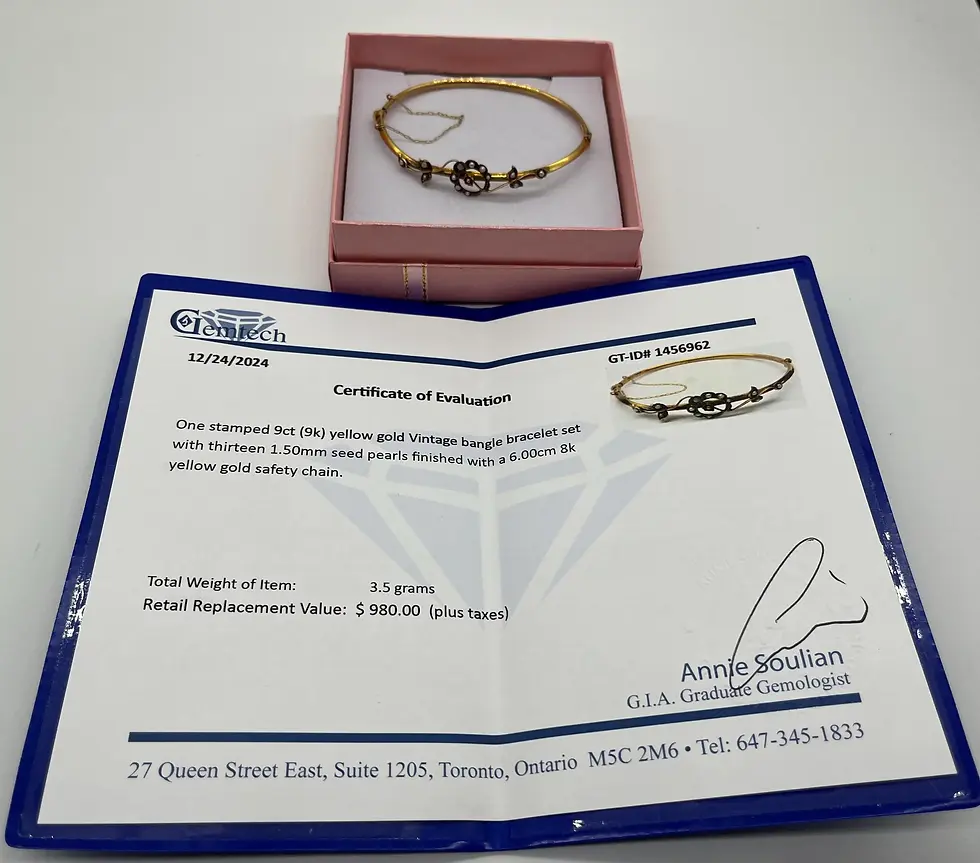 Gemtech
12/24/2024
GT-ID# 1456962
Certificate of Evaluation
One stamped 9ct (9k) yellow gold Vintage bangle bracelet set
with thirteen 1.50mm seed pearls finished with a 6.00cm 8k
yellow gold safety chain.
Total Weight of Item: 3.5 grams
Retail Replacement Value: $ 980.00 (plus taxes)
Annie Soulian
G.I.A. Graduate Gemologist
27 Queen Street East, Suite 1205, Toronto, Ontario M5C 2M6 • Tel: 647-345-1833